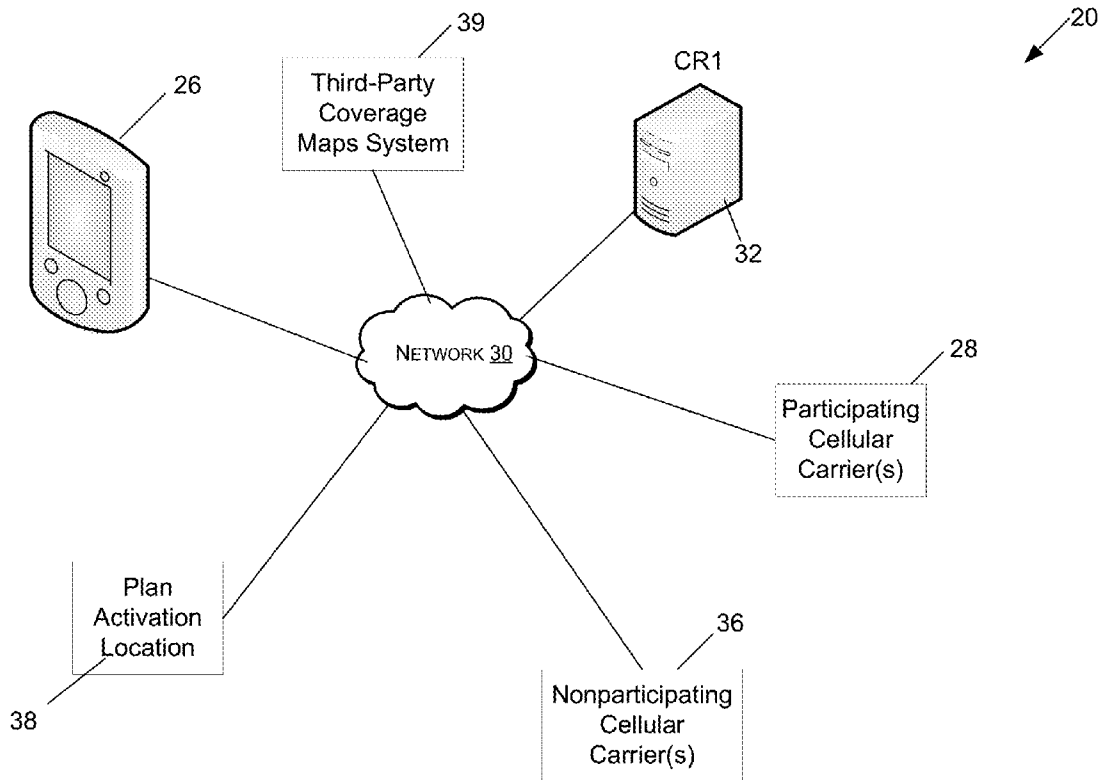 20
39
CR1
26
Third-Party
Coverage
Maps System
32
NETWORK 30
28
Participating
Cellular
Carrier(s)
Plan
Activation
Location
36
38
Nonparticipating
Cellular
Carrier(s)